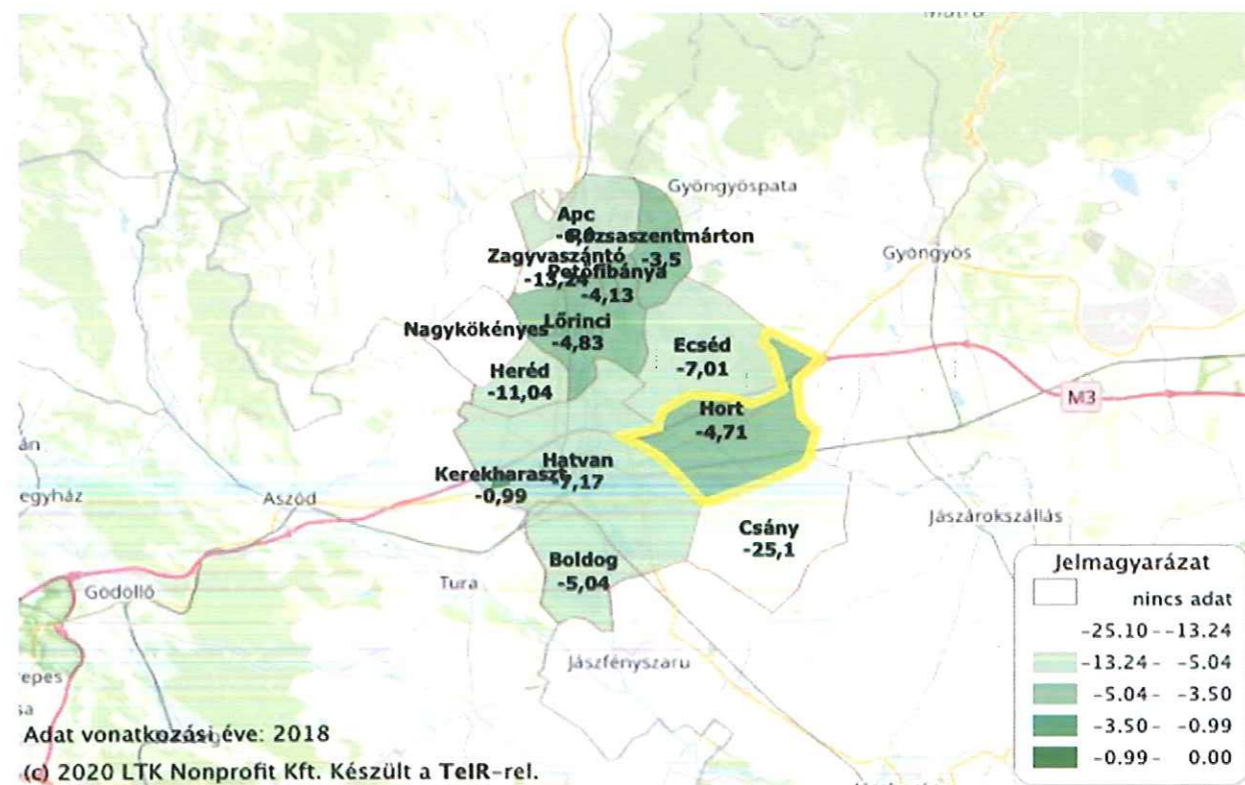 Mátra
Gyöngyöspata
Apc
Rózsaszentmárton
-3,5
Zagyvaszántó
-13,24
Petőfibánya
-4,13
Gyöngyös
Nagykökényes
Lőrinci
-4,83
Ecséd
-7,01
Heréd
-11,04
M3
Hort
-4,71
Hatvan
-7,17
Kerekharaszt
-0,99
egyház
Aszód
Csány
-25,1
Jászárokszállás
Boldog
-5,04
Tura
Gödöllő
Jászfényszaru
epes
sa
Jelmagyarázat
nincs adat
-25.10 - -13.24
-13.24 - -5.04
-5.04 - -3.50
-3.50 - -0.99
-0.99 - 0.00
Adat vonatkozási éve: 2018
(c) 2020 LTK Nonprofit Kft. Készült a TeIR-rel.